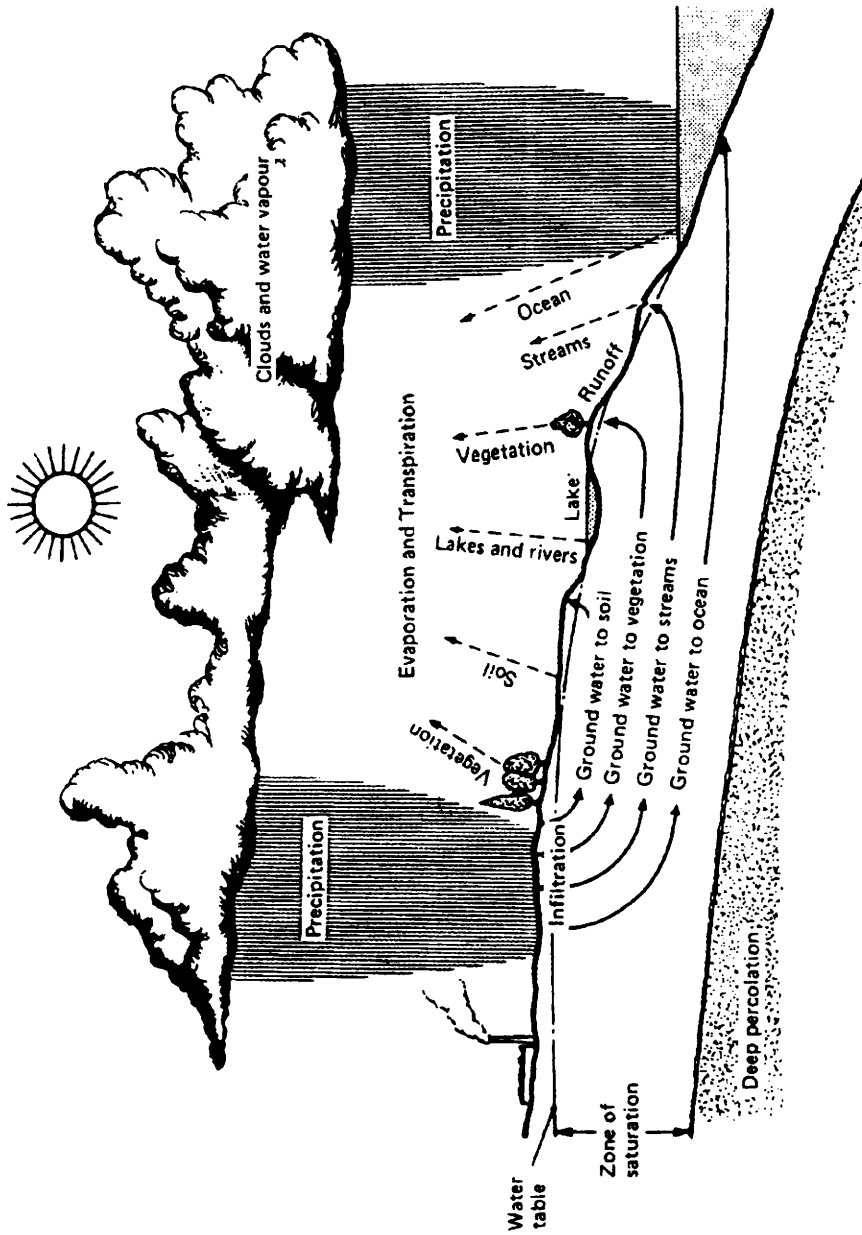 Clouds and water vapour
Precipitation
Precipitation
Evaporation and Transpiration
Vegetation
Soil
Lakes and rivers
Vegetation
Streams
Ocean
Lake
Runoff
Infiltration
Ground water to soil
Ground water to vegetation
Ground water to streams
Ground water to ocean
Water
table
Zone of
saturation
Deep percolation